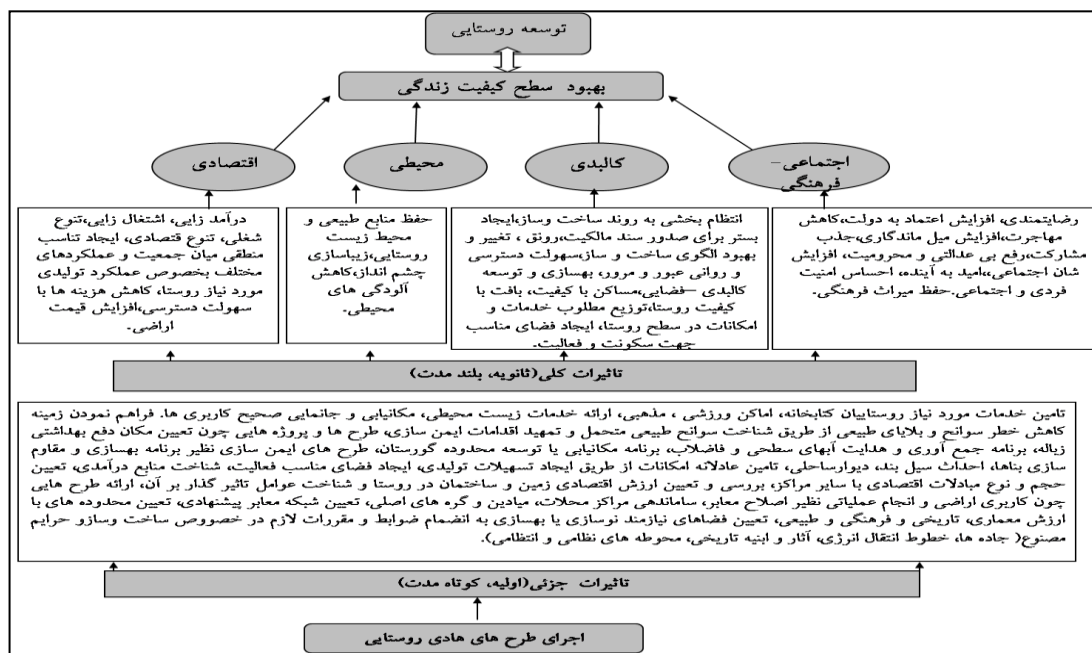 توسعه روستایی
بهبود سطح کیفیت زندگی
اجتماعی–
فرهنگی
کالبدی
محیطی
اقتصادی
رضایتمندی، افزایش اعتماد به دولت،کاهش
مهاجرت،افزایش میل ماندگاری،جذب
مشارکت،رفع بی عدالتی و محرومیت، افزایش
شان اجتماعی،،امید به آینده، احساس امنیت
فردی و اجتماعی.حفظ میراث فرهنگی.
انتظام بخشی به روند ساخت وساز،ایجاد
بستر برای صدور سند مالکیت،رونق ، تغییر و
بهبود الگوی ساخت و ساز،سهولت دسترسی
و روانی عبور و مرور، بهسازی و توسعه
کالبدی –فضایی،مساکن با کیفیت، بافت با
کیفیت روستا،توزیع مطلوب خدمات و
امکانات در سطح روستا، ایجاد فضای مناسب
جهت سکونت و فعالیت.
حفظ منابع طبیعی و
محیط زیست
روستایی،زیباسازی
چشم انداز،کاهش
آلودگی های
محیطی.
درآمد زایی، اشتغال زایی،تنوع
شغلی، تنوع قتصادی، ایجاد تناسب
منطقی میان جمعیت و عملکردهای
مختلف بخصوص عملکرد تولیدی
مورد نیاز روستا، کاهش هزینه ها با
سهولت دسترسی،افزایش قیمت
اراضی.
تاثیرات کلی(ثانویه، بلند مدت)
تامین خدمات مورد نیاز روستاییان کتابخانه، اماکن ورزشی ، مذهبی، ارائه خدمات زیست محیطی، مکانیابی و جانمایی صحیح کاربری ها. فراهم نمودن زمینه
کاهش خطر سوانح و بلایای طبیعی از طریق شناخت سوانح طبیعی متحمل و تمهید اقدامات ایمن سازی، طرح ها و پروژه هایی چون تعیین مکان دفع بهداشتی
زباله، برنامه جمع آوری و هدایت آبهای سطحی و فاضلاب، برنامه مکانیابی یا توسعه محدوده گورستان، طرح های ایمن سازی نظیر برنامه بهسازی و مقاوم
سازی بناها، احداث سیل بند، دیوارساحلی، تامین عادلانه امکانات از طریق ایجاد تسهیلات تولیدی، ایجاد فضای مناسب فعالیت، شناخت منابع درآمدی، تعیین
حجم و نوع مبادلات اقتصادی با سایر مراکز، بررسی و تعیین ارزش اقتصادی زمین و ساختمان در روستا و شناخت عوامل تاثیر گذار بر آن، ارائه طرح هایی
چون کاربری اراضی و انجام عملیاتی نظیر اصلاح معابر، ساماندهی مراکز محلات، میادین و گره های اصلی، تعیین شبکه معابر پیشنهادی، تعیین محدوده های با
ارزش معماری، تاریخی و فرهنگی و طبیعی، تعیین فضاهای نیازمند نوسازی یا بهسازی به انضمام ضوابط و مقررات لازم در خصووص ساخت وسازو حرایم
مصنوع( جاده ها، خطوط انتقال انرژی، آثار و ابنیه تاریخی، محوطه های نظامی و انتظامی).
تاثیرات جزئی(اولیه، کوتاه مدت)
اجرای طرح های هادی روستایی